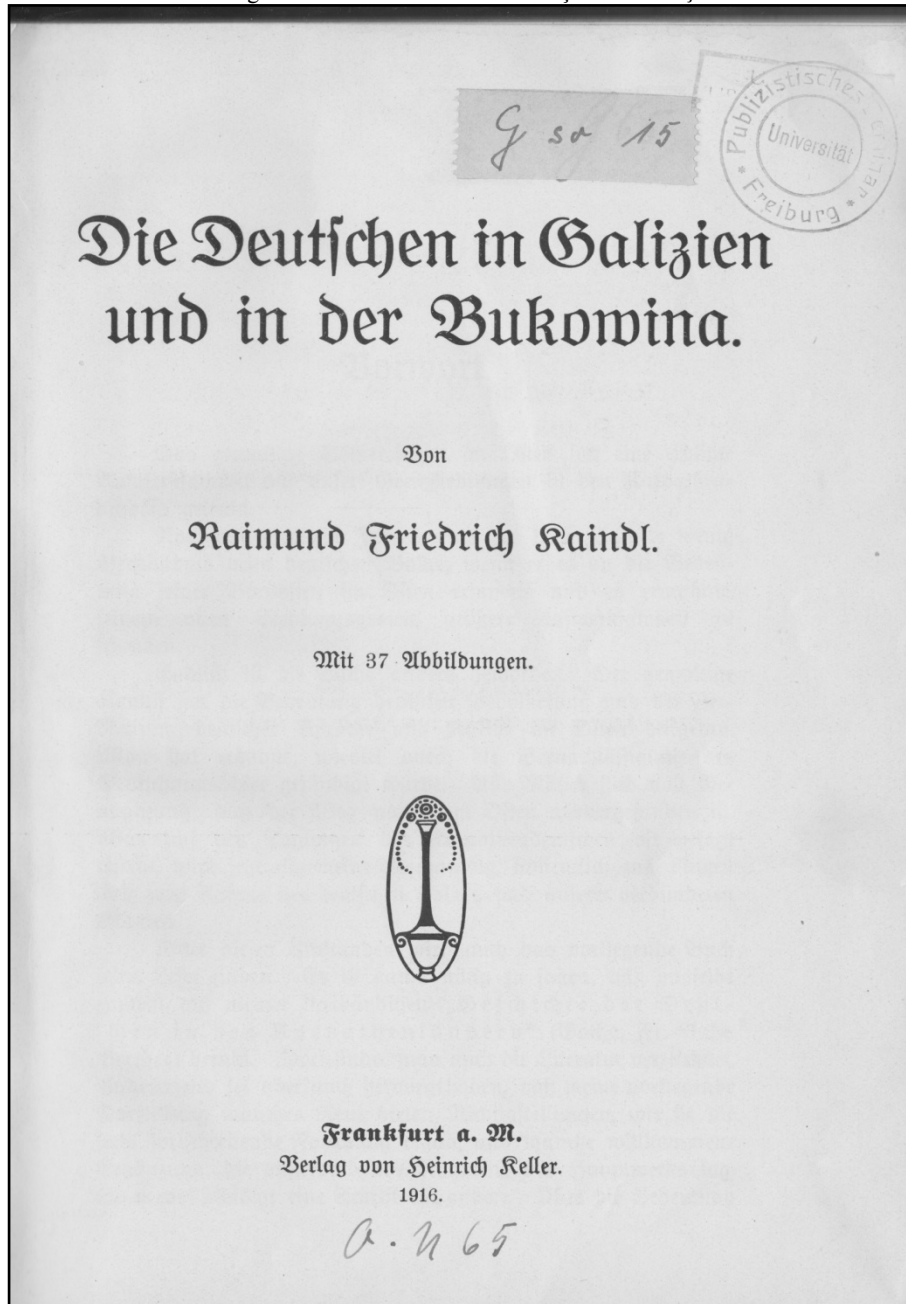 G so 15
Publizistisches
Universität
Freiburg
Die Deutſchen in Galizien
und in der Bukowina.
Von
Raimund Friedrich Kaindl.
Mit 37 Abbildungen.
Frankfurt a. M.
Verlag von Heinrich Keller.
1916.